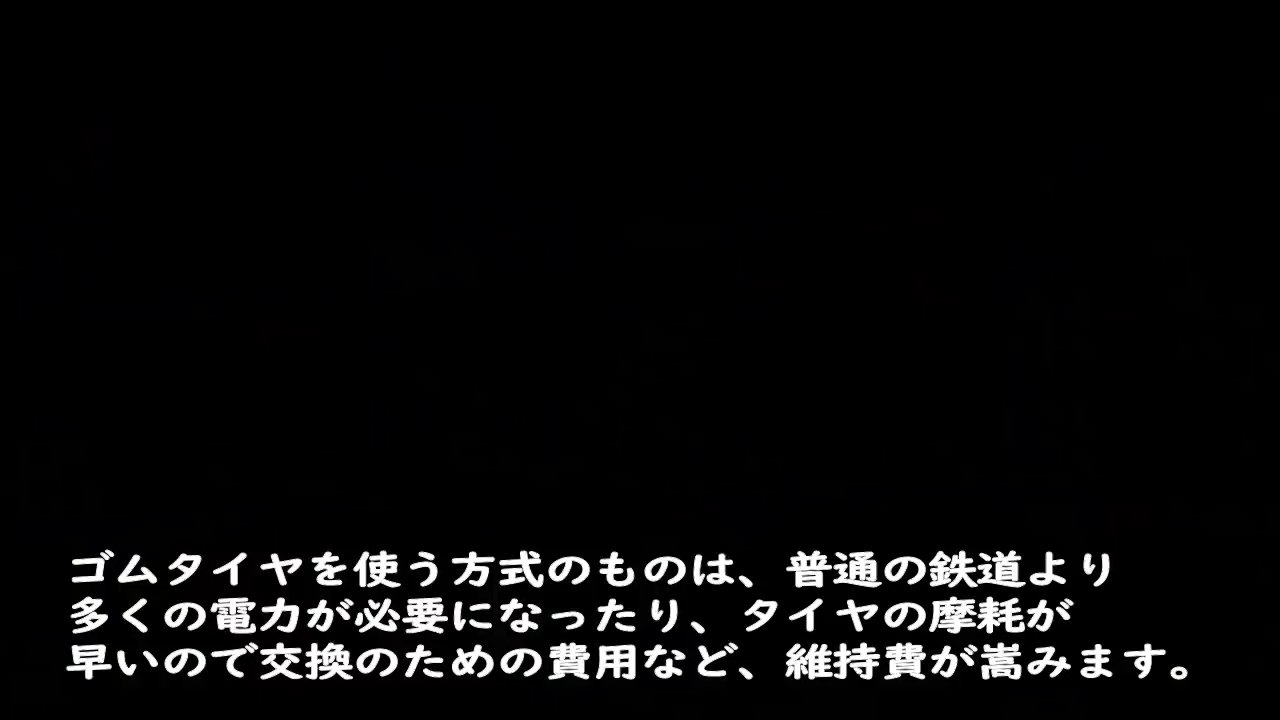 ゴムタイヤを使う方式のものは、普通の鉄道より
多くの電力が必要になったり、タイヤの摩耗が
早いので交換のための費用など、維持費が嵩みます。